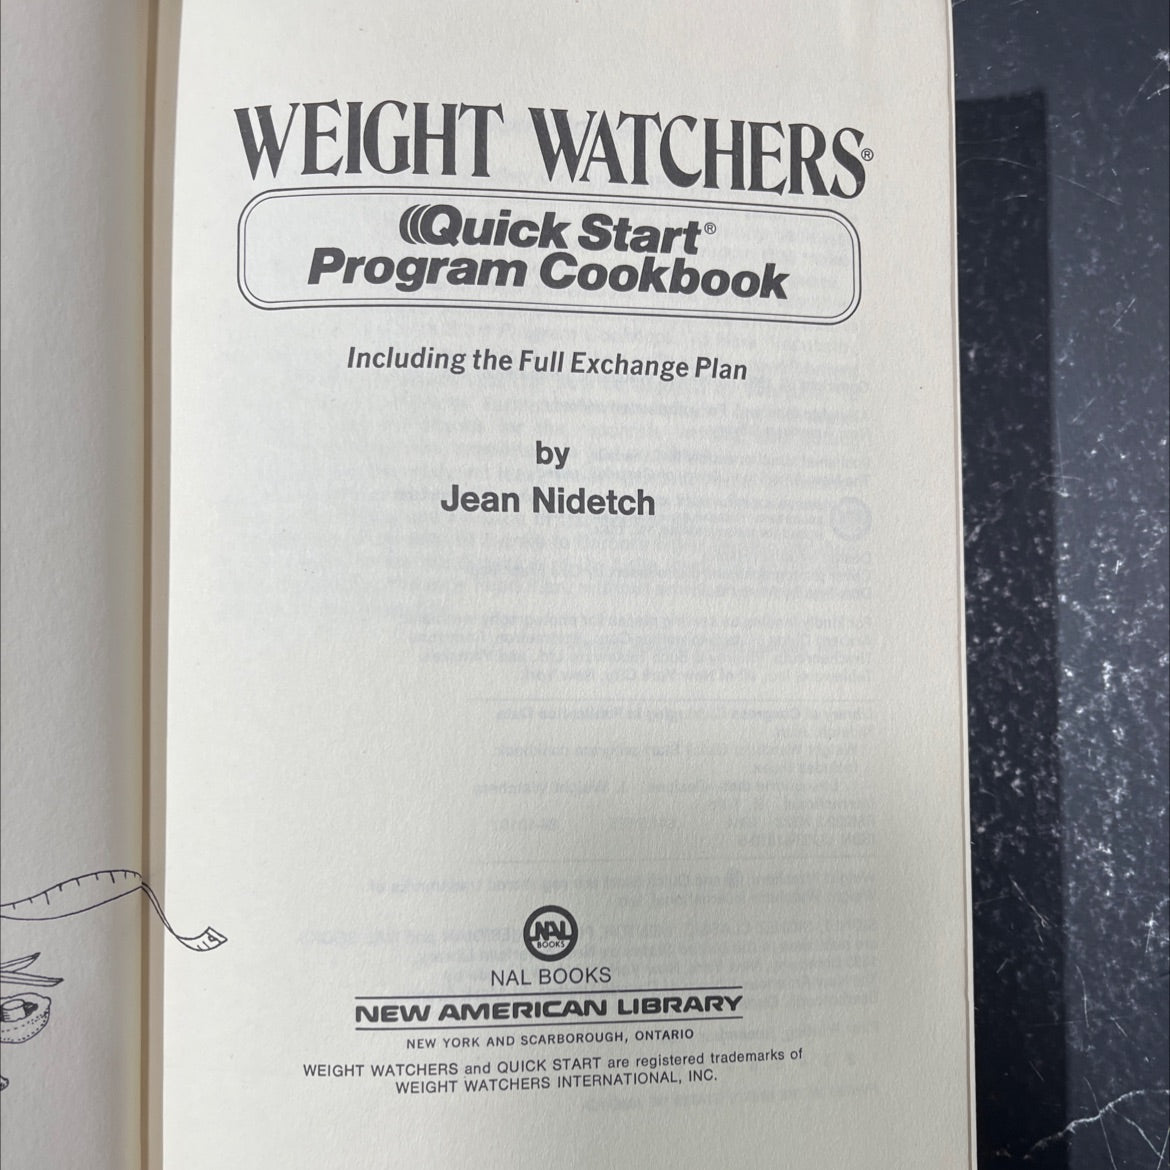 WEIGHT WATCHERS®
Quick Start®
Program Cookbook
Including the Full Exchange Plan
by
Jean Nidetch
NAL
BOOKS
NAL BOOKS
NEW AMERICAN LIBRARY
NEW YORK AND SCARBOROUGH, ONTARIO
WEIGHT WATCHERS and QUICK START are registered trademarks of
WEIGHT WATCHERS INTERNATIONAL, INC.